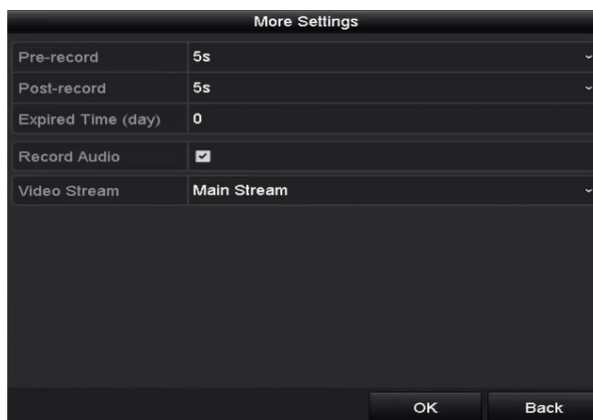 More Settings
Pre-record 5s
Post-record 5s
Expired Time (day) 0
Record Audio
Video Stream Main Stream
OK Back